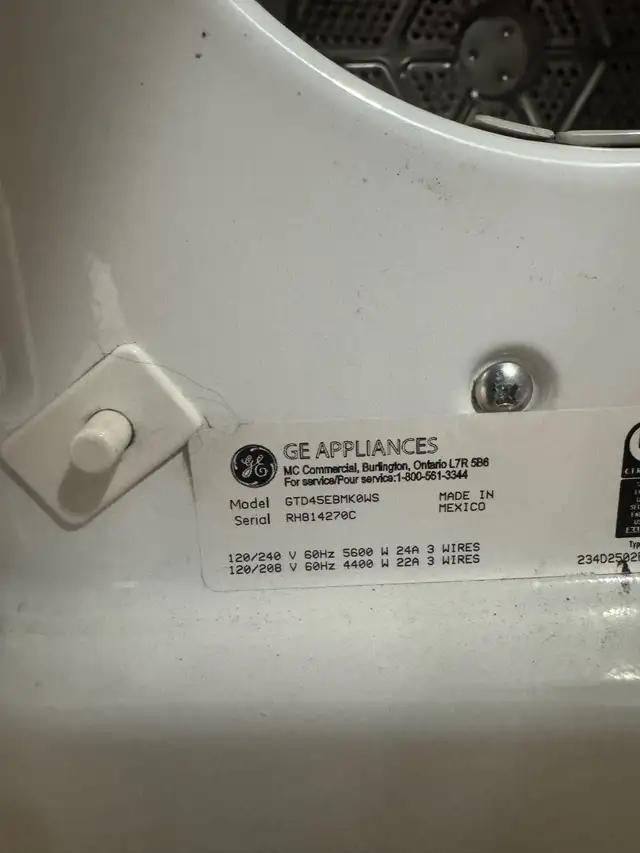 GE APPLIANCES
MC Commercial, Burlington, Ontario L7R 5B6
For service/Pour service:1-800-561-3344
Model GTD45EBMK0WS MADE IN
Serial RH814270C MEXICO
120/240 V 60Hz 5600 W 24A 3 WIRES
120/208 V 60Hz 4400 W 22A 3 WIRES
Typ